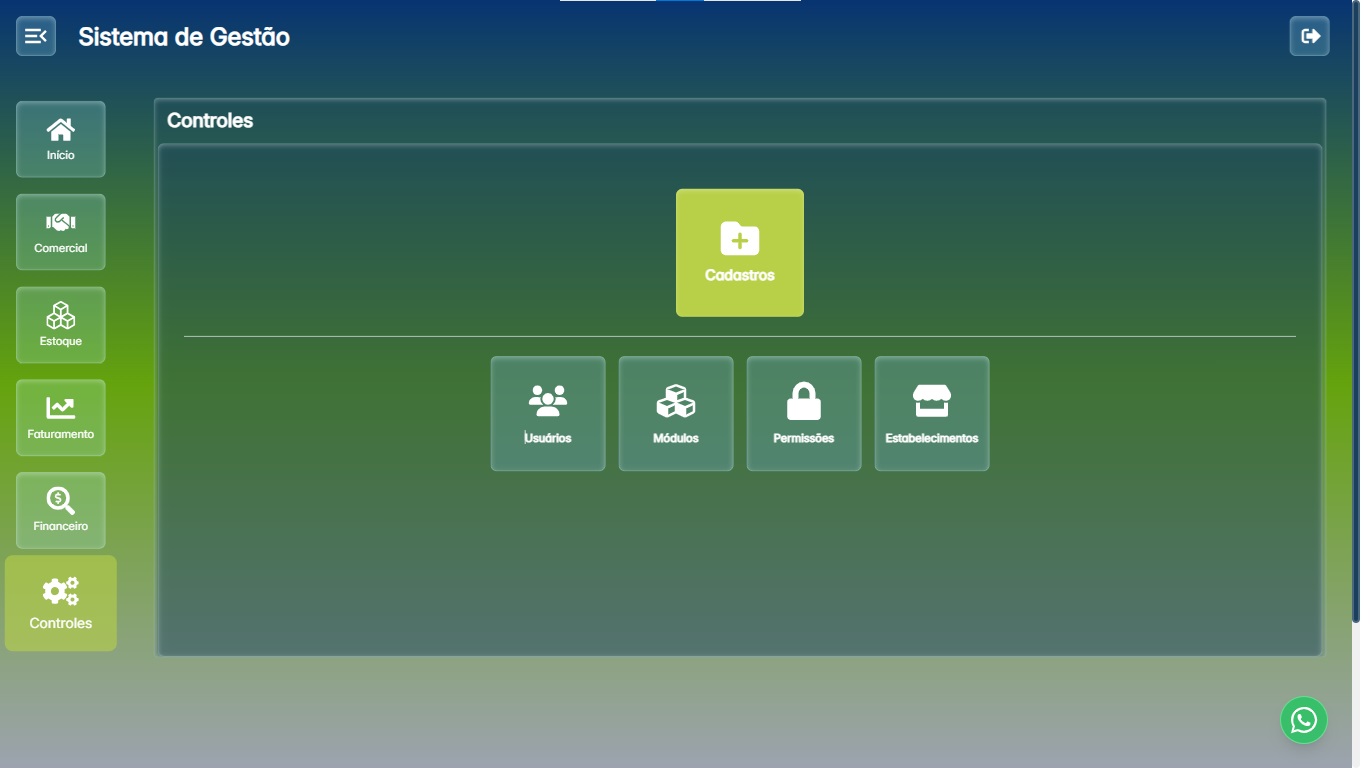 Sistema de Gestão
Início
Comercial
Estoque
Faturamento
Financeiro
Controles
Controles
Cadastros
Usuários
Módulos
Permissões
Estabelecimentos